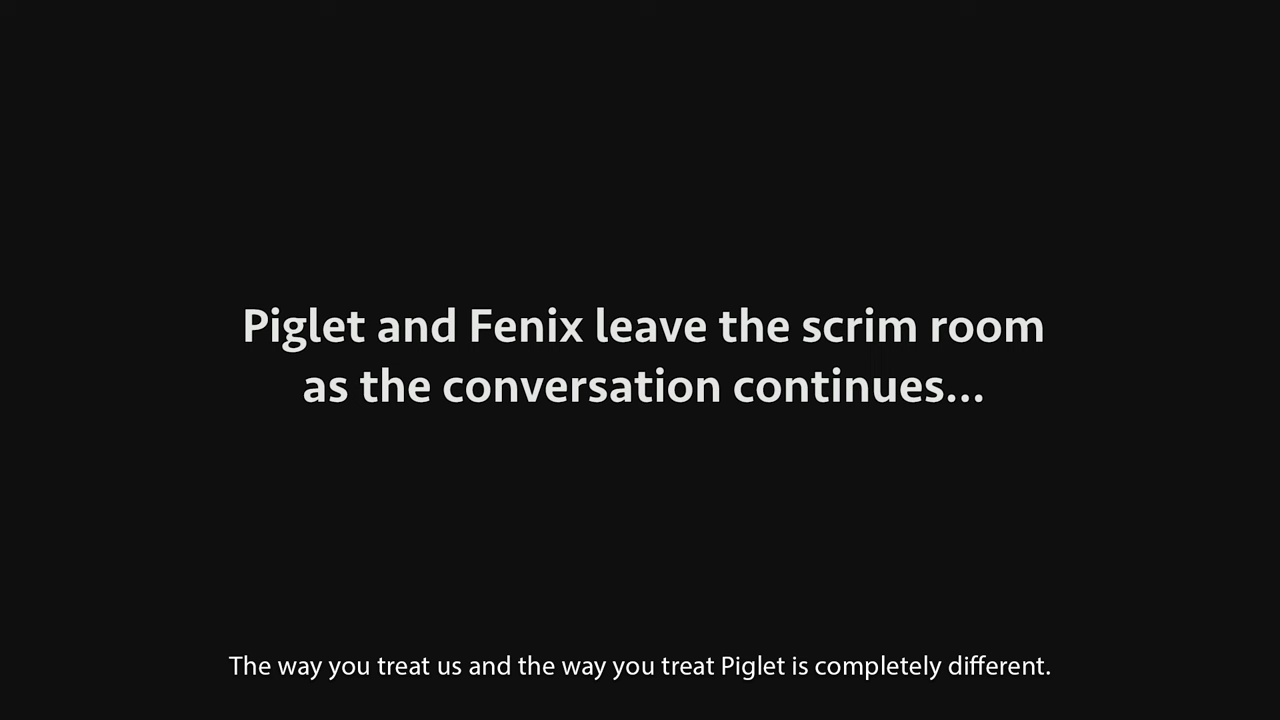 Piglet and Fenix leave the scrim room
as the conversation continues...
The way you treat us and the way you treat Piglet is completely different.